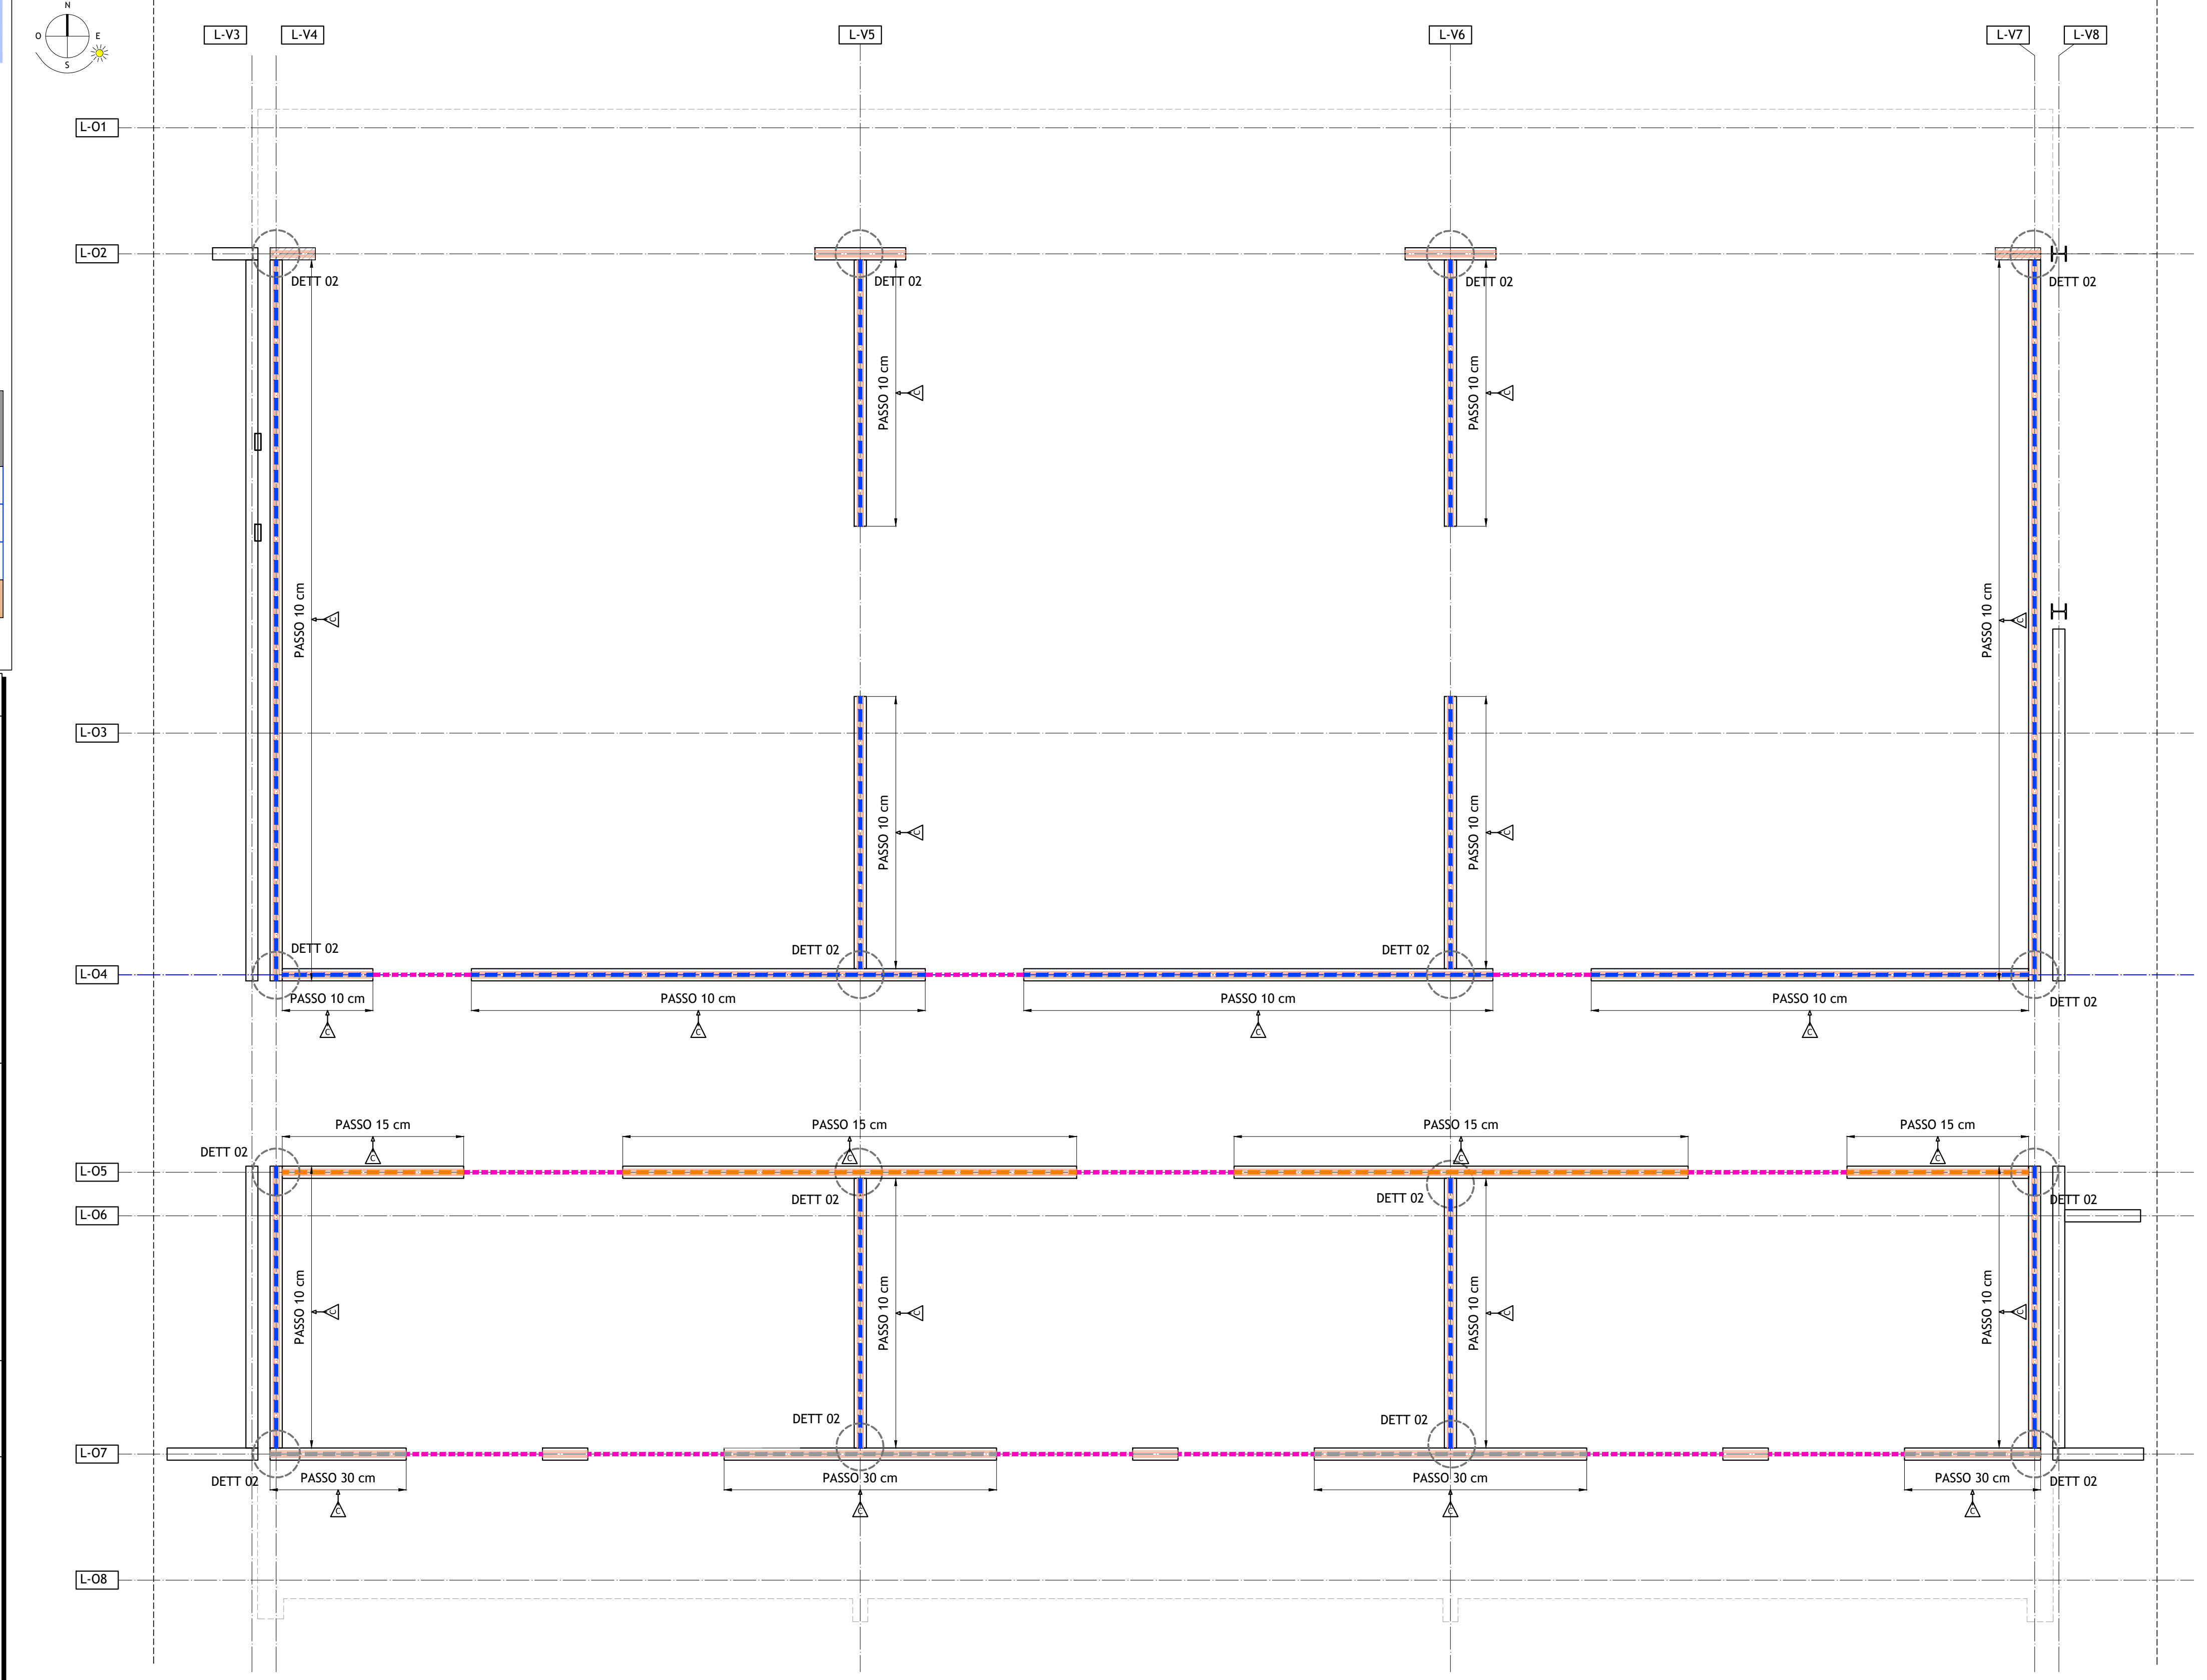 N
O E
S
L-V3 L-V4 L-V5 L-V6 L-V7 L-V8
L-O1
L-O2
DETT 02 DETT 02 DETT 02 DETT 02
PASSO 10 cm C
PASSO 10 cm C
PASSO 10 cm C
PASSO 10 cm C
L-O3
PASSO 10 cm C
PASSO 10 cm C
DETT 02 DETT 02 DETT 02
L-O4
PASSO 10 cm PASSO 10 cm PASSO 10 cm PASSO 10 cm DETT 02
C C C C
PASSO 15 cm PASSO 15 cm PASSO 15 cm PASSO 15 cm
C C C C
DETT 02
L-O5
DETT 02 DETT 02 DETT 02
L-O6
PASSO 10 cm C
PASSO 10 cm C
PASSO 10 cm C
PASSO 10 cm C
DETT 02 DETT 02
L-O7
DETT 02 PASSO 30 cm PASSO 30 cm PASSO 30 cm PASSO 30 cm DETT 02
C C C C
L-O8